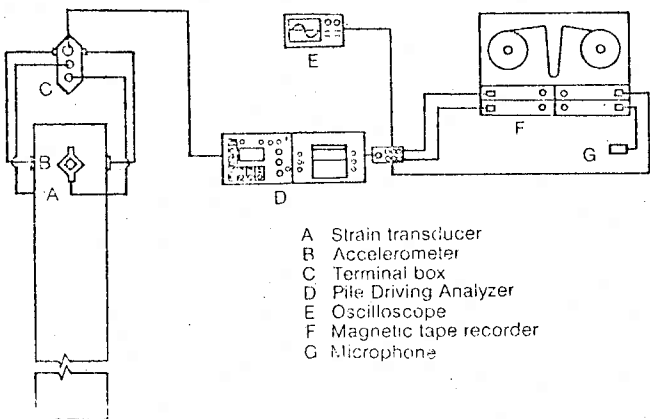 C
E
F
B
G
D
A
A Strain transducer
B Accelerometer
C Terminal box
D Pile Driving Analyzer
E Oscilloscope
F Magnetic tape recorder
G Microphone